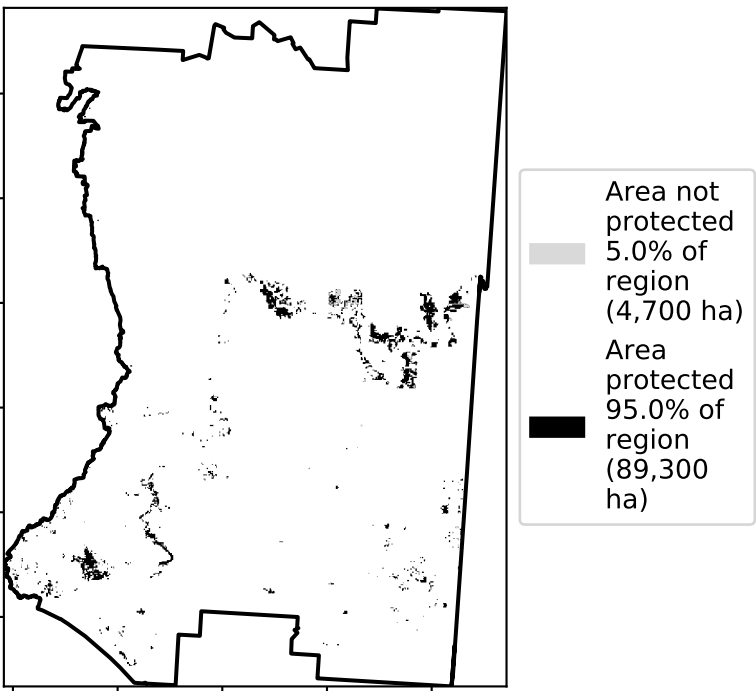 Area not
protected
5.0% of
region
(4,700 ha)
Area
protected
95.0% of
region
(89,300
ha)